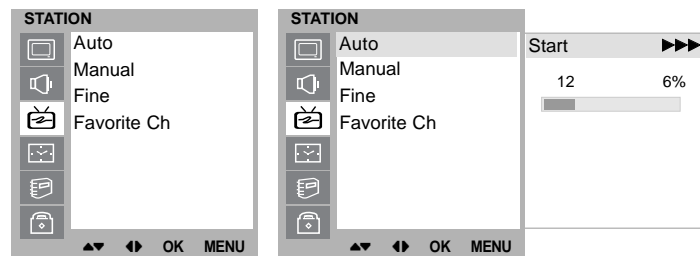 STATION
Auto
Manual
Fine
Favorite Ch
▲▼ ◀▶ OK MENU
STATION
Auto
Manual
Fine
Favorite Ch
▲▼ ◀▶ OK MENU
Start ▶▶▶
12 6%